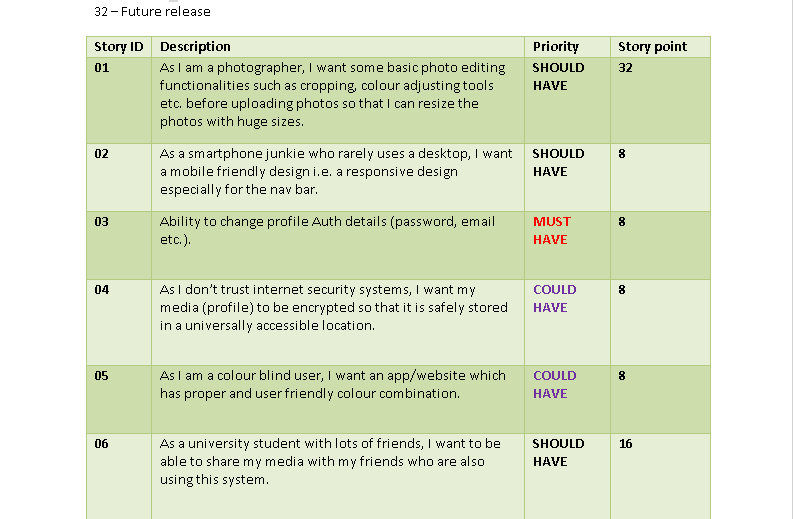 32 – Future release
Story ID Description Priority Story point
01 As I am a photographer, I want some basic photo editing SHOULD 32
functionalities such as cropping, colour adjusting tools HAVE
etc. before uploading photos so that I can resize the
photos with huge sizes.
02 As a smartphone junkie who rarely uses a desktop, I want SHOULD 8
a mobile friendly design i.e. a responsive design HAVE
especially for the nav bar.
03 Ability to change profile Auth details (password, email MUST 8
etc.). HAVE
04 As I don't trust internet security systems, I want my COULD 8
media (profile) to be encrypted so that it is safely stored HAVE
in a universally accessible location.
05 As I am a colour blind user, I want an app/website which COULD 8
has proper and user friendly colour combination. HAVE
06 As a university student with lots of friends, I want to be SHOULD 16
able to share my media with my friends who are also HAVE
using this system.